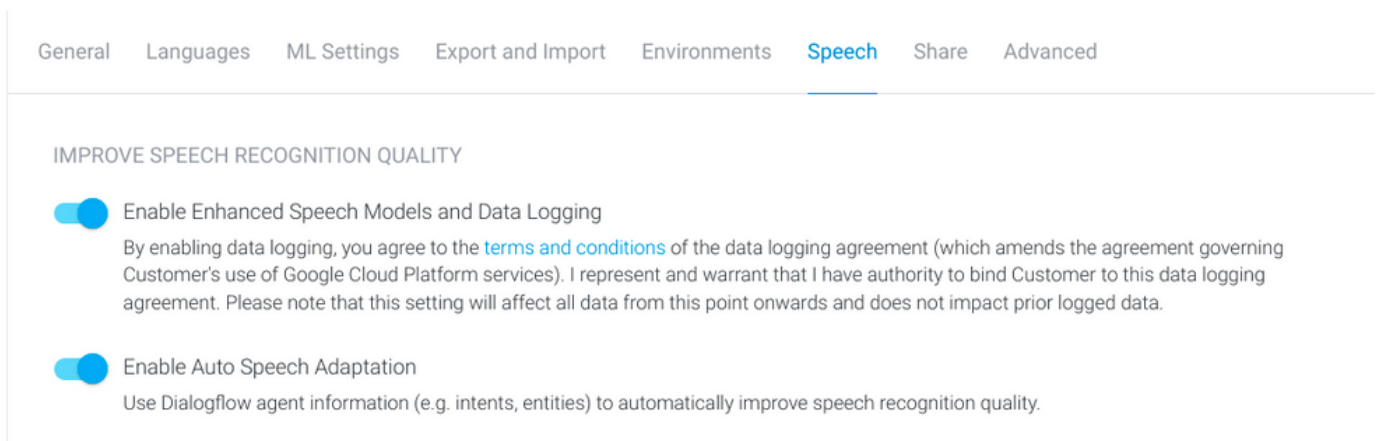 General Languages ML Settings Export and Import Environments Speech Share Advanced
IMPROVE SPEECH RECOGNITION QUALITY
Enable Enhanced Speech Models and Data Logging
By enabling data logging, you agree to the terms and conditions of the data logging agreement (which amends the agreement governing
Customer's use of Google Cloud Platform services). I represent and warrant that I have authority to bind Customer to this data logging
agreement. Please note that this setting will affect all data from this point onwards and does not impact prior logged data.
Enable Auto Speech Adaptation
Use Dialogflow agent information (e.g. intents, entities) to automatically improve speech recognition quality.